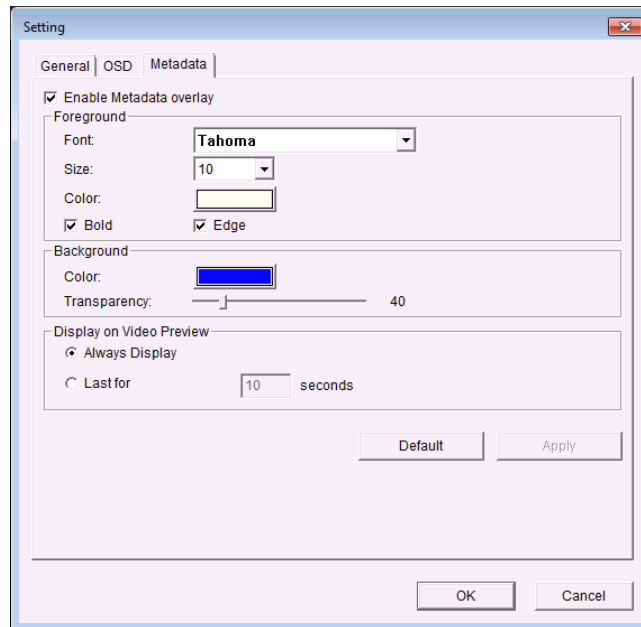 Setting
General OSD Metadata
Enable Metadata overlay
Foreground
Font: Tahoma
Size: 10
Color:
Bold Edge
Background
Color:
Transparency: 40
Display on Video Preview
Always Display
Last for 10 seconds
Default Apply
OK Cancel